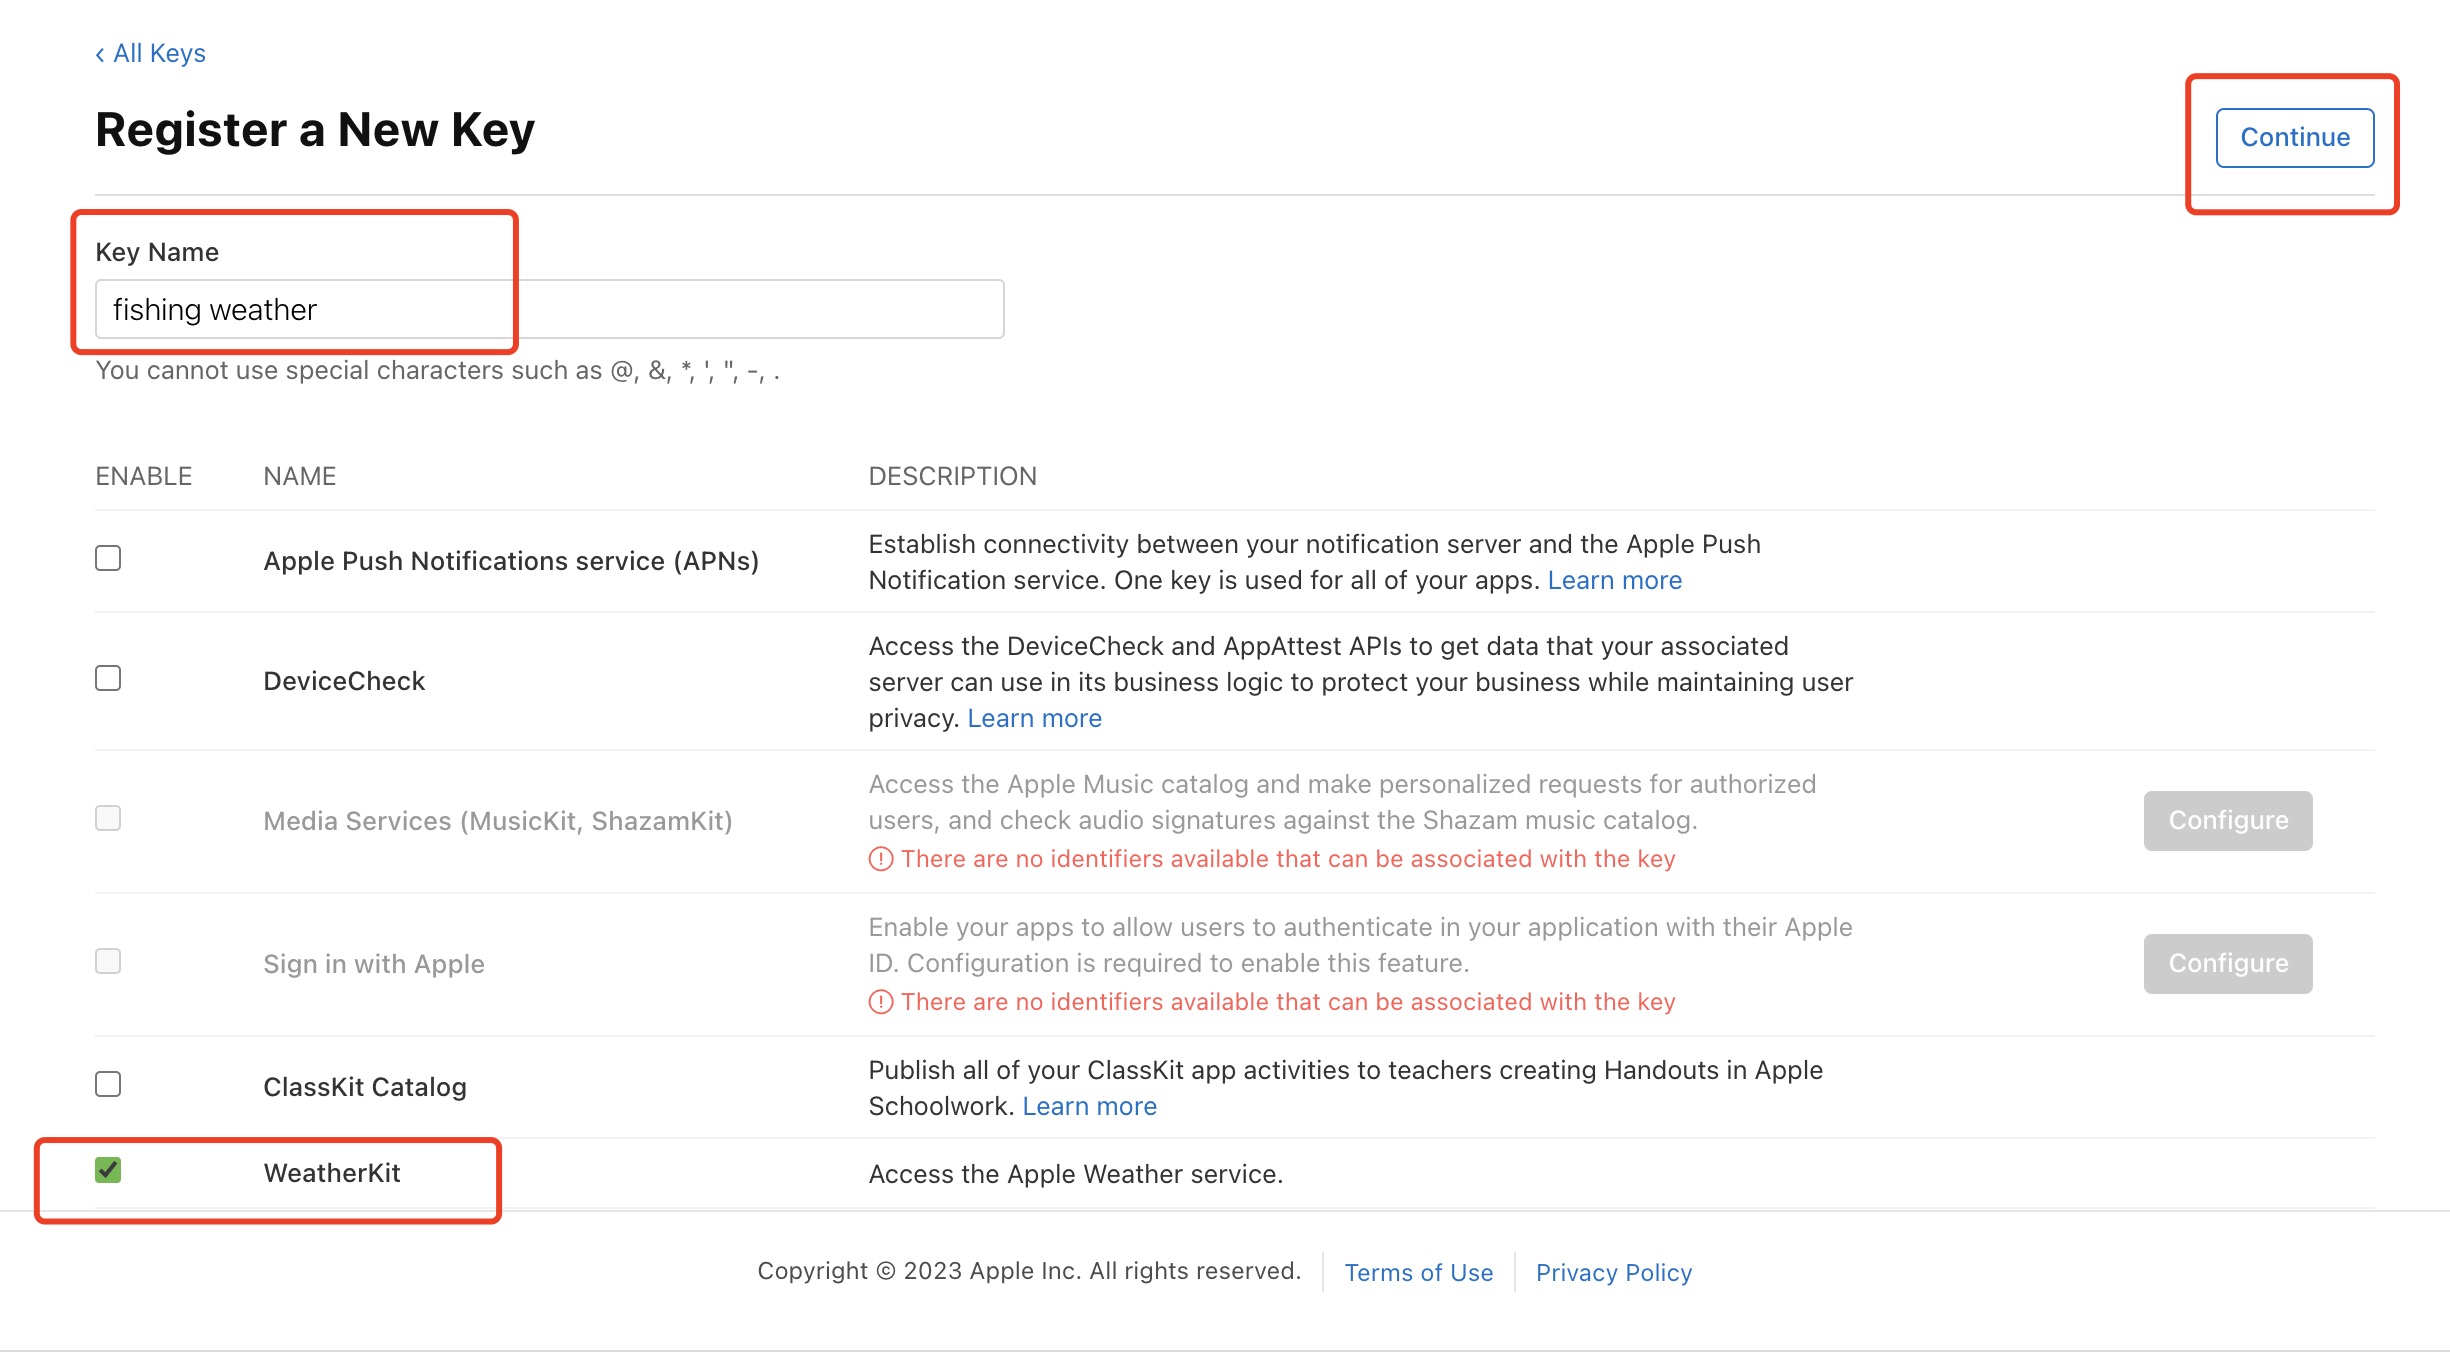 ‹ All Keys
Register a New Key
Continue
Key Name
fishing weather
You cannot use special characters such as @, &, *, ', ", -, .
ENABLE NAME DESCRIPTION
Apple Push Notifications service (APNs)
Establish connectivity between your notification server and the Apple Push
Notification service. One key is used for all of your apps. Learn more
DeviceCheck
Access the DeviceCheck and AppAttest APIs to get data that your associated
server can use in its business logic to protect your business while maintaining user
privacy. Learn more
Media Services (MusicKit, ShazamKit)
Access the Apple Music catalog and make personalized requests for authorized
users, and check audio signatures against the Shazam music catalog.
There are no identifiers available that can be associated with the key
Configure
Sign in with Apple
Enable your apps to allow users to authenticate in your application with their Apple
ID. Configuration is required to enable this feature.
There are no identifiers available that can be associated with the key
Configure
ClassKit Catalog
Publish all of your ClassKit app activities to teachers creating Handouts in Apple
Schoolwork. Learn more
WeatherKit
Access the Apple Weather service.
Copyright © 2023 Apple Inc. All rights reserved. Terms of Use Privacy Policy